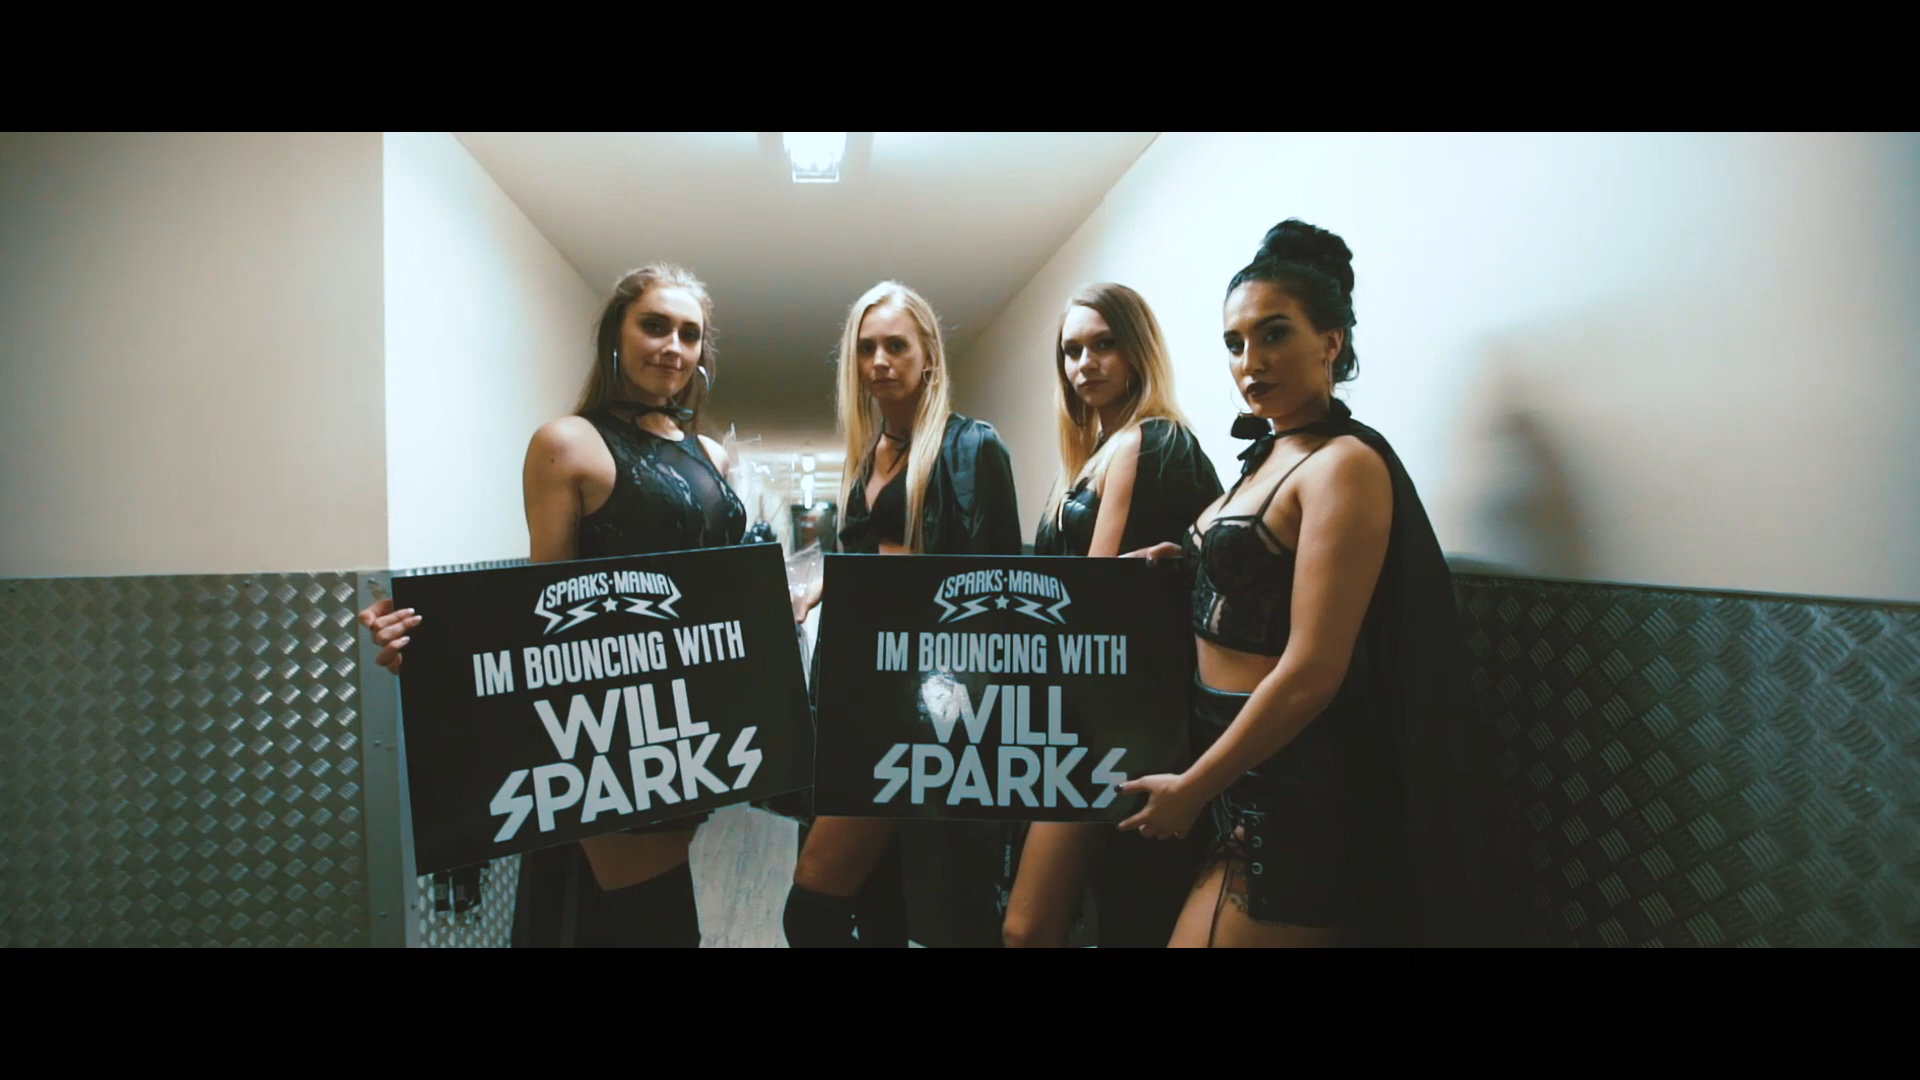 SPARKS★MANIA
IM BOUNCING WITH
WILL
SPARKS
SPARKS★MANIA
IM BOUNCING WITH
WILL
SPARKS